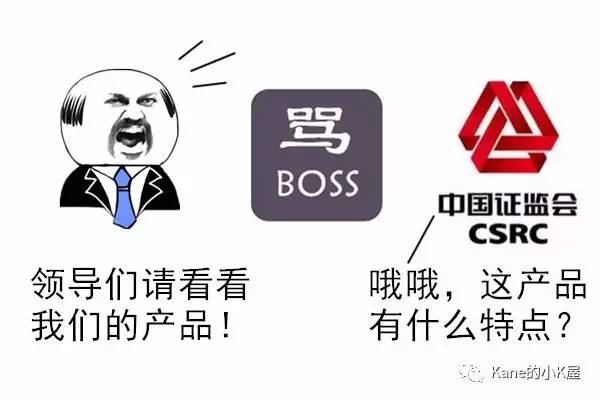 骂
BOSS
中国证监会
CSRC
领导们请看看
我们的产品！
哦哦，这产品
有什么特点？
Kane的小K屋